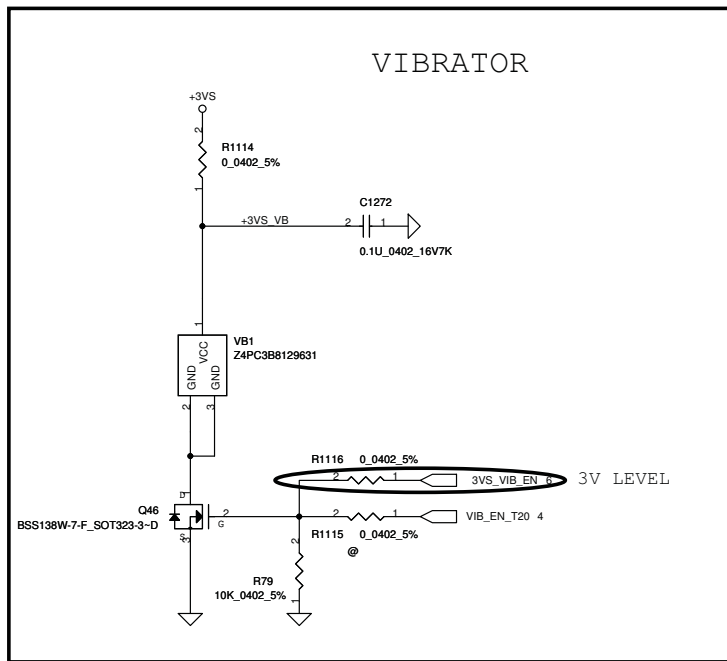 VIBRATOR
+3VS
2
R1114
0_0402_5%
1
C1272
+3VS_VB
2
1
0.1U_0402_16V7K
1
VB1
Z4PC3B8129631
VCC
GND
GND
2
3
R1116 0_0402_5%
2
1
3VS_VIB_EN 6
3V LEVEL
D
1
Q46
BSS138W-7-F_SOT323-3~D
2
G
2
1
VIB_EN_T20 4
S
3
R1115 0_0402_5%
@
2
R79
10K_0402_5%
1